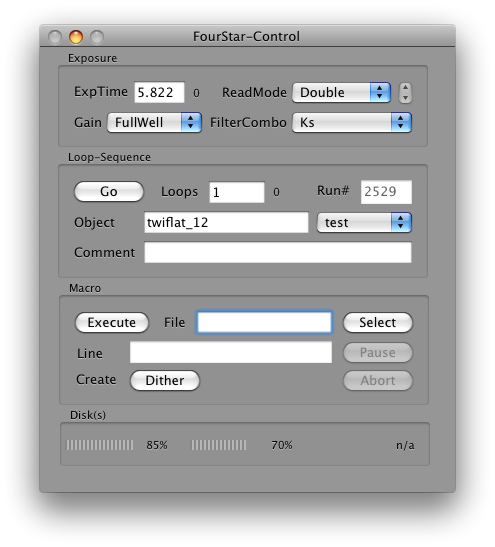 FourStar-Control
Exposure
ExpTime 5.822 0 ReadMode Double
Gain FullWell FilterCombo Ks
Loop-Sequence
Go Loops 1 0 Run# 2529
Object twiflat_12 test
Comment
Macro
Execute File Select
Line Pause
Create Dither Abort
Disk(s)
85% 70% n/a